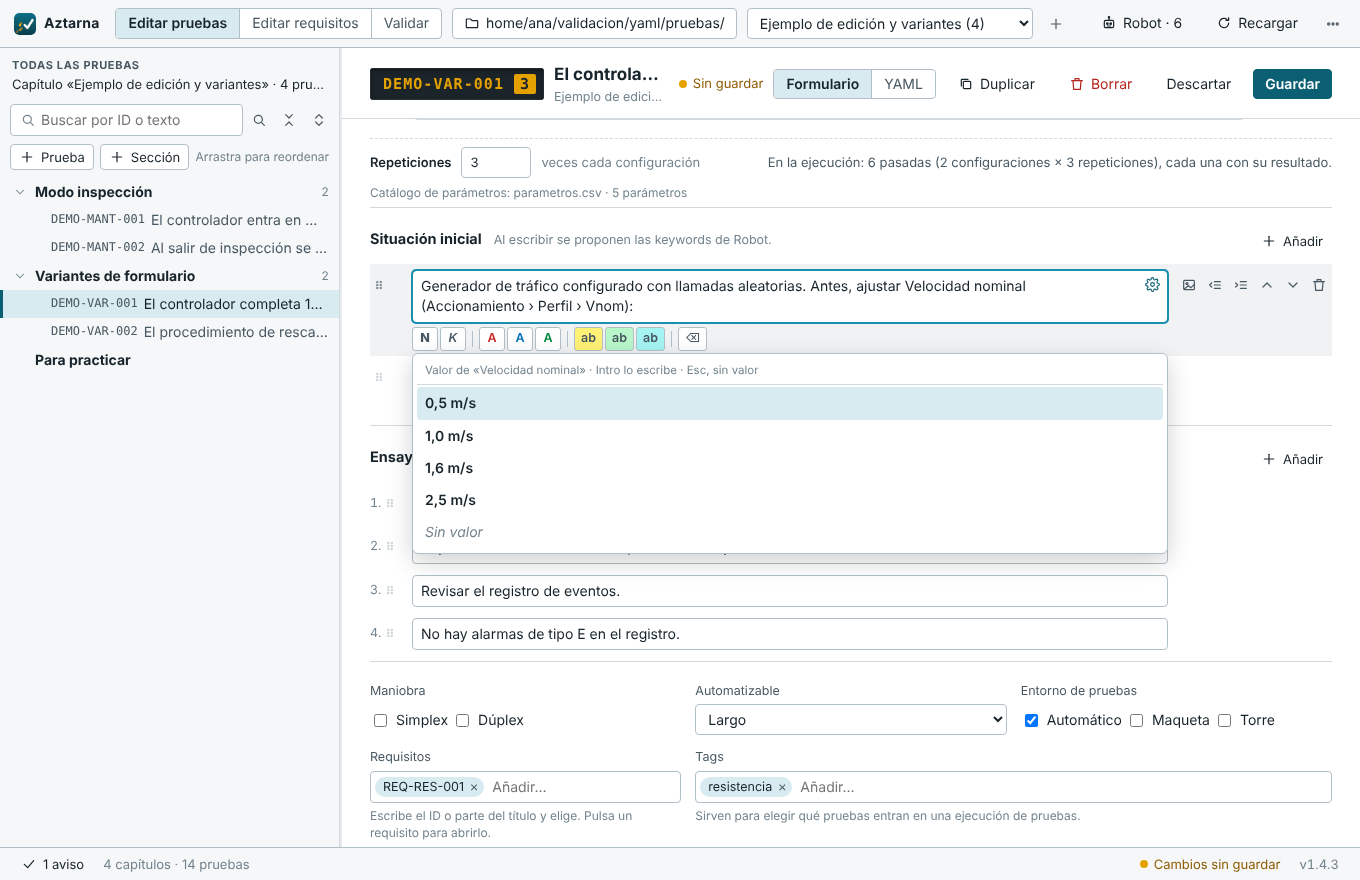 Aztarna
Editar pruebas
Editar requisitos
Validar
home/ana/validacion/yaml/pruebas/
Ejemplo de edición y variantes (4)
Robot · 6
Recargar
TODAS LAS PRUEBAS
Capítulo «Ejemplo de edición y variantes» · 4 pru...
Buscar por ID o texto
Prueba
Sección
Arrastra para reordenar
Modo inspección 2
DEMO-MANT-001 El controlador entra en ...
DEMO-MANT-002 Al salir de inspección se ...
Variantes de formulario 2
DEMO-VAR-001 El controlador completa 1...
DEMO-VAR-002 El procedimiento de resca...
Para practicar
DEMO-VAR-001 3
El controla...
Ejemplo de edici...
Sin guardar
Formulario
YAML
Duplicar
Borrar
Descartar
Guardar
Repeticiones 3 veces cada configuración
En la ejecución: 6 pasadas (2 configuraciones × 3 repeticiones), cada una con su resultado.
Catálogo de parámetros: parametros.csv · 5 parámetros
Situación inicial Al escribir se proponen las keywords de Robot.
Añadir
Generador de tráfico configurado con llamadas aleatorias. Antes, ajustar Velocidad nominal
(Accionamiento › Perfil › Vnom):
N K A A A ab ab ab
Valor de «Velocidad nominal» · Intro lo escribe · Esc, sin valor
0,5 m/s
1,0 m/s
1,6 m/s
2,5 m/s
Sin valor
Ensay
Añadir
1.
2.
3. Revisar el registro de eventos.
4. No hay alarmas de tipo E en el registro.
Maniobra
Simplex Dúplex
Automatizable
Largo
Entorno de pruebas
Automático Maqueta Torre
Requisitos
REQ-RES-001 × Añadir...
Escribe el ID o parte del título y elige. Pulsa un
requisito para abrirlo.
Tags
resistencia × Añadir...
Sirven para elegir qué pruebas entran en una ejecución de pruebas.
1 aviso
4 capítulos · 14 pruebas
Cambios sin guardar
v1.4.3